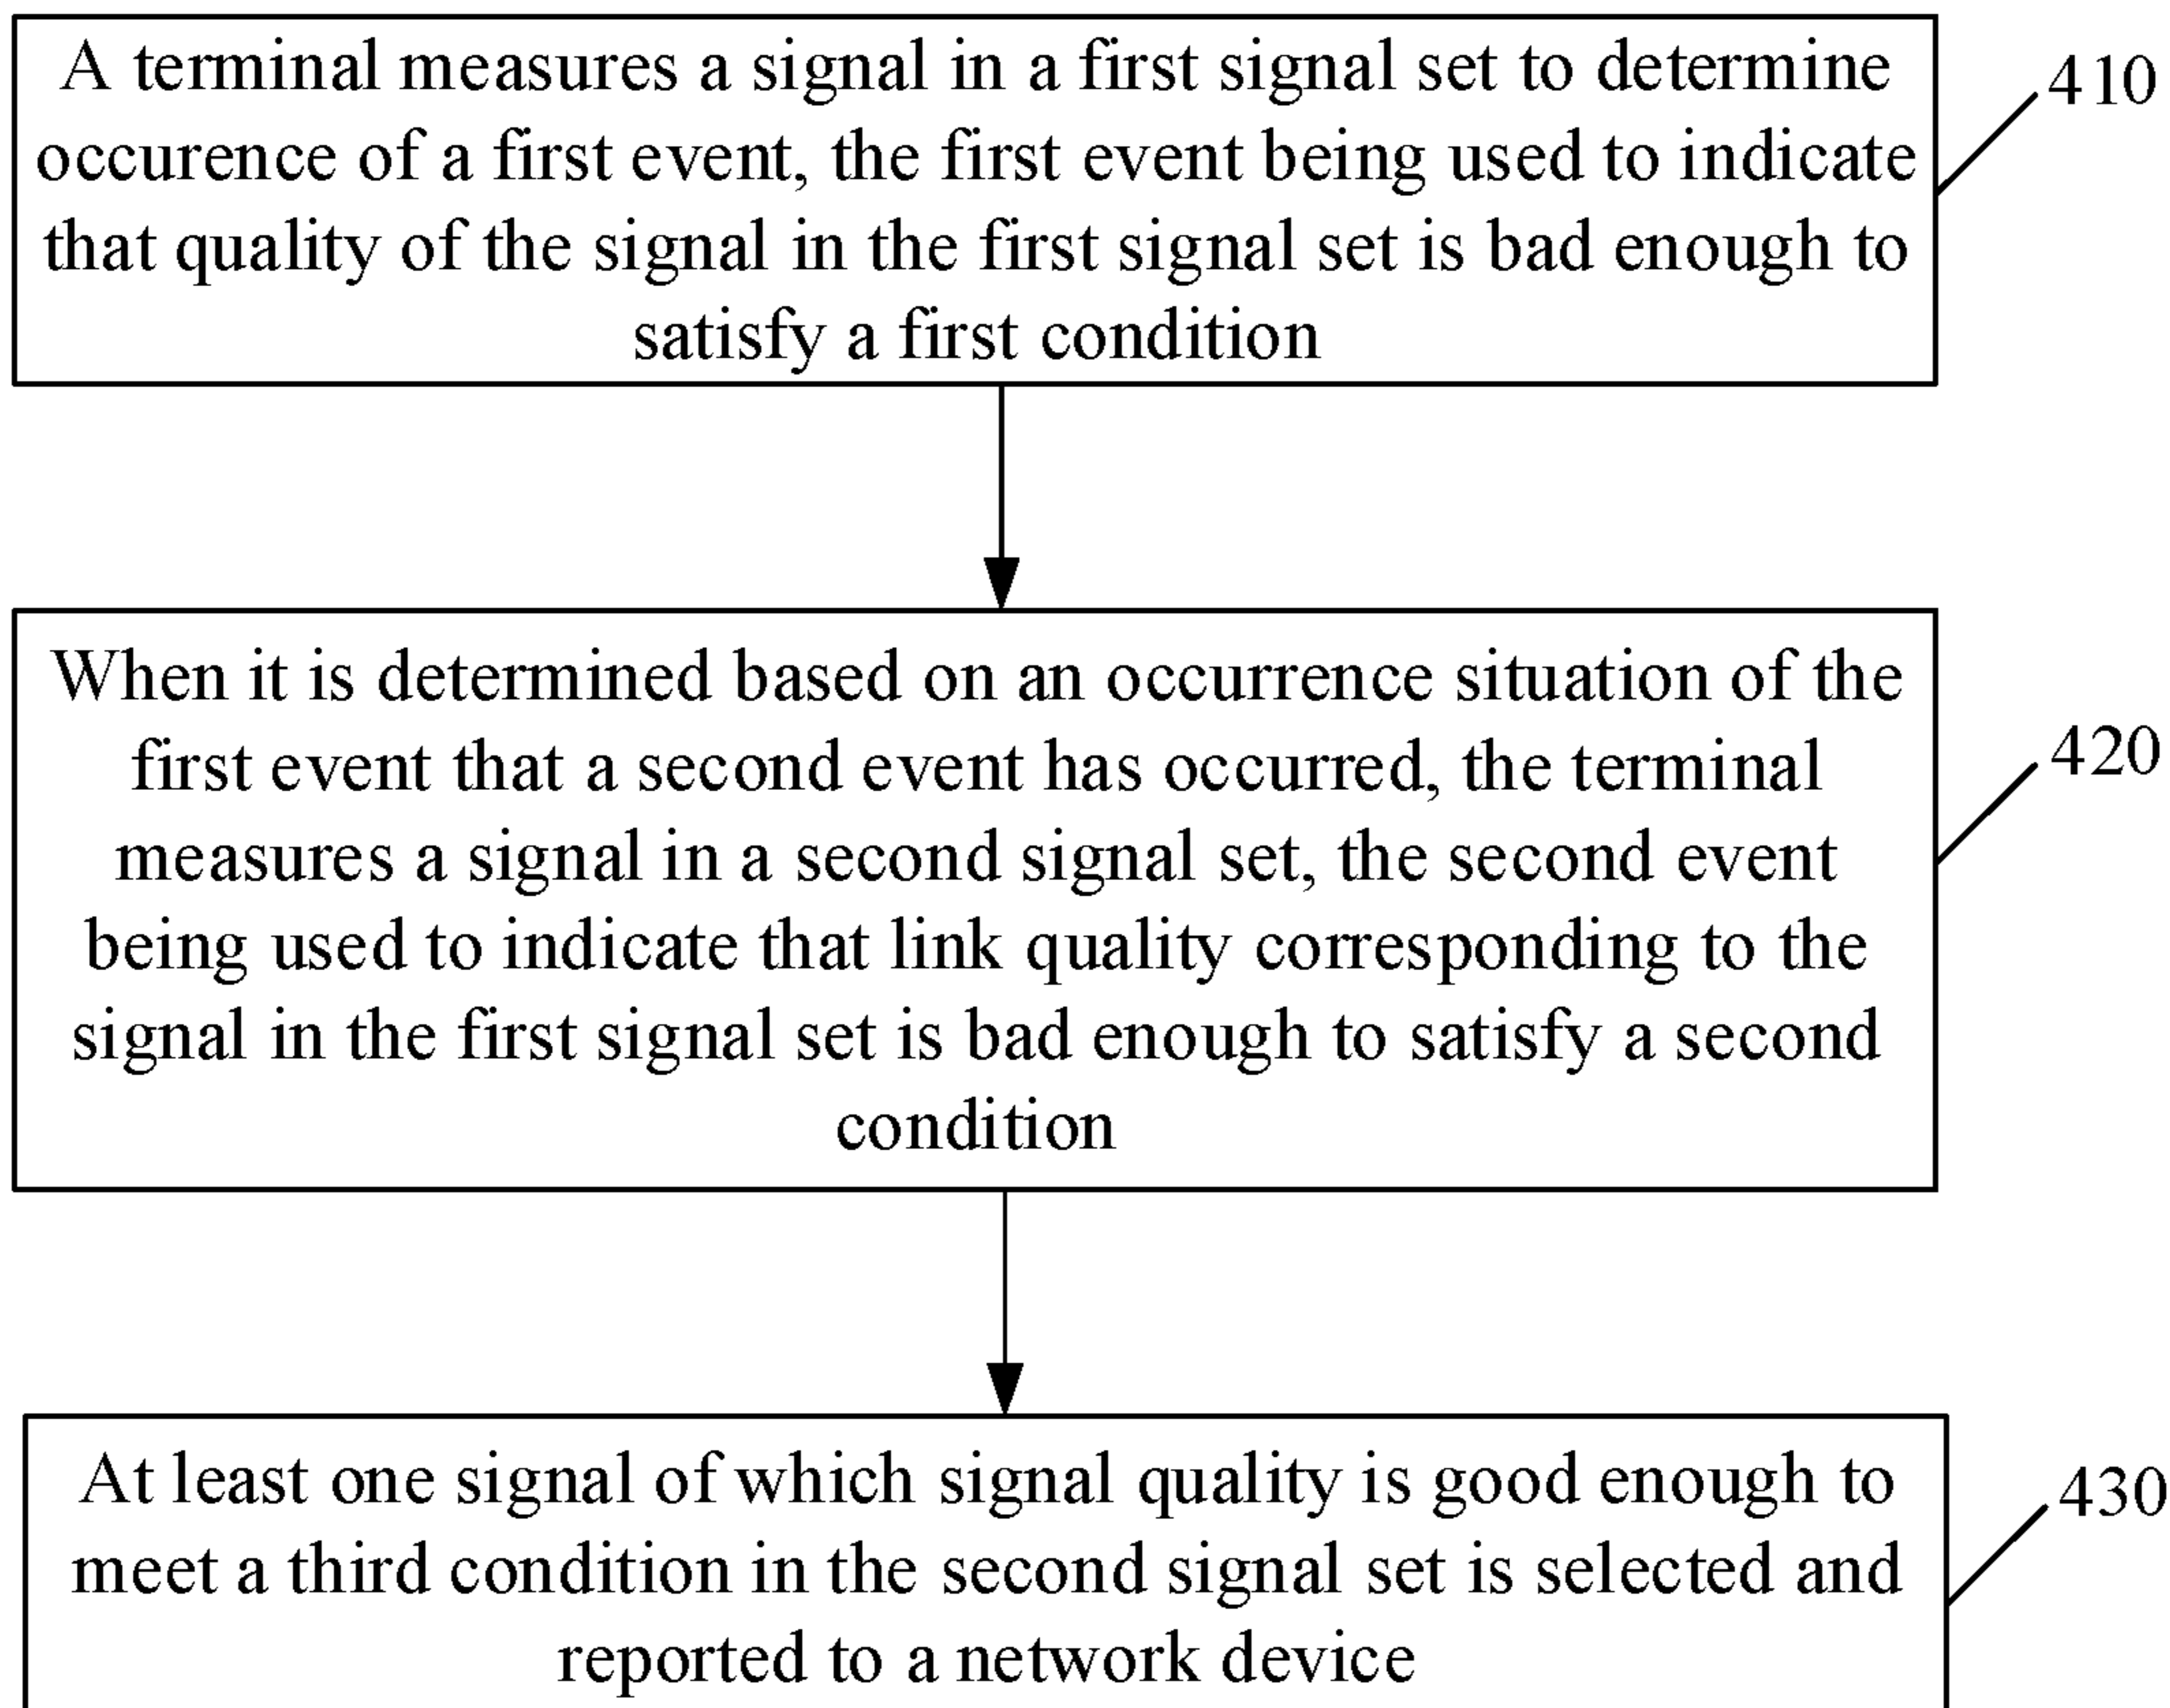 A terminal measures a signal in a first signal set to determine
occurence of a first event, the first event being used to indicate
that quality of the signal in the first signal set is bad enough to
satisfy a first condition
410
When it is determined based on an occurrence situation of the
first event that a second event has occurred, the terminal
measures a signal in a second signal set, the second event
being used to indicate that link quality corresponding to the
signal in the first signal set is bad enough to satisfy a second
condition
420
At least one signal of which signal quality is good enough to
meet a third condition in the second signal set is selected and
reported to a network device
430